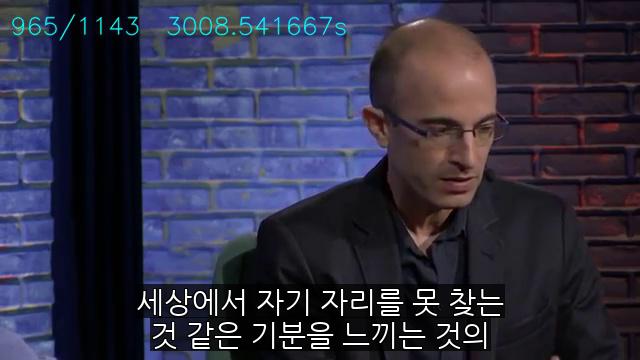 965/1143 3008.541667s
세상에서 자기 자리를 못 찾는
것 같은 기분을 느끼는 것의